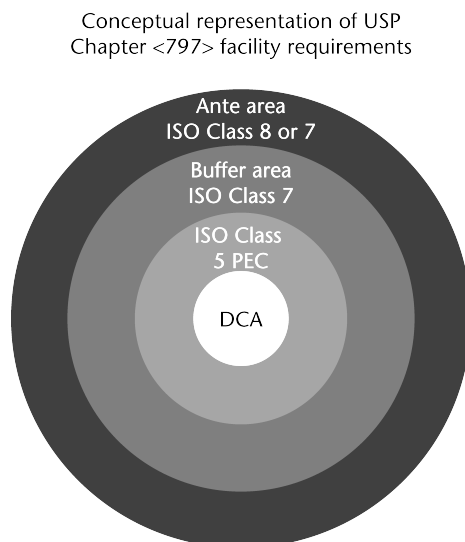 Conceptual representation of USP
Chapter <797> facility requirements
Ante area
ISO Class 8 or 7
Buffer area
ISO Class 7
ISO Class
5 PEC
DCA